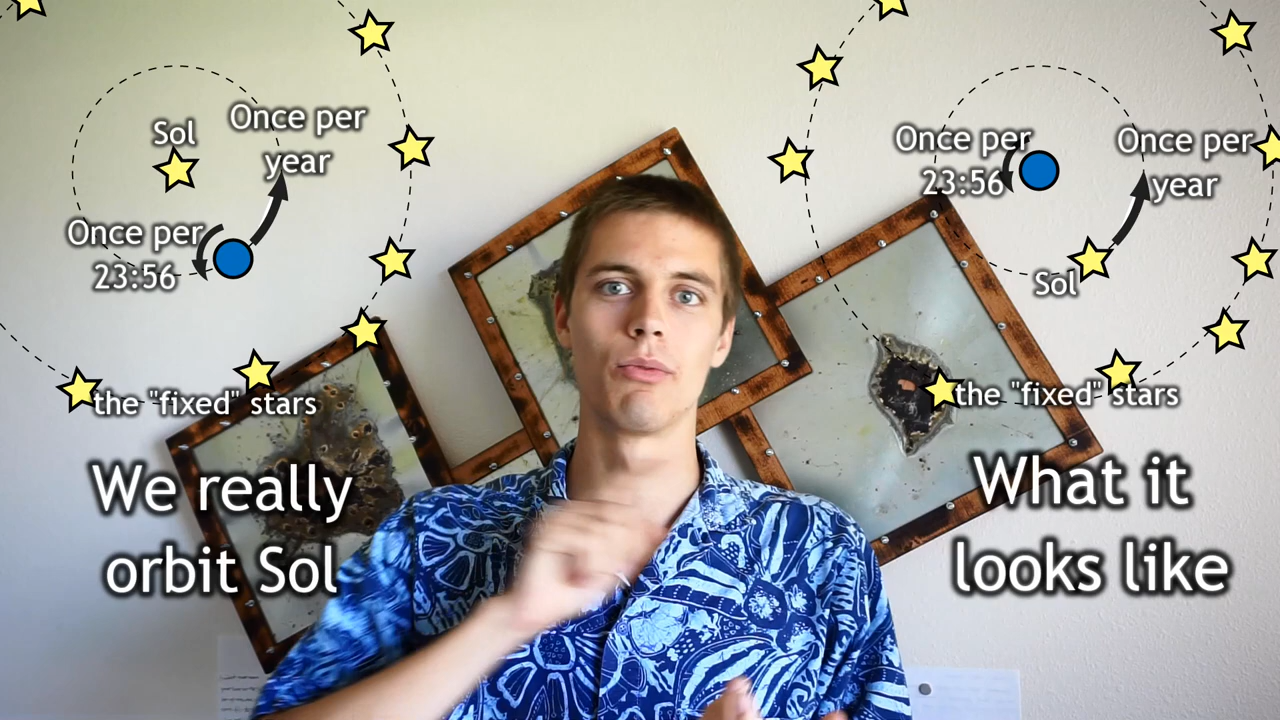 Sol
Once per
year
Once per
23:56
the "fixed" stars
We really
orbit Sol
Once per
23:56
Once per
year
Sol
the "fixed" stars
What it
looks like